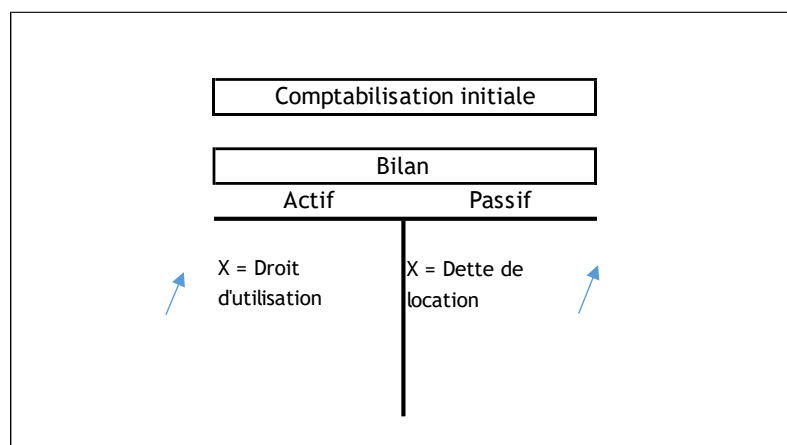 Comptabilisation initiale
Bilan
Actif
Passif
X = Droit
d'utilisation
X = Dette de
location